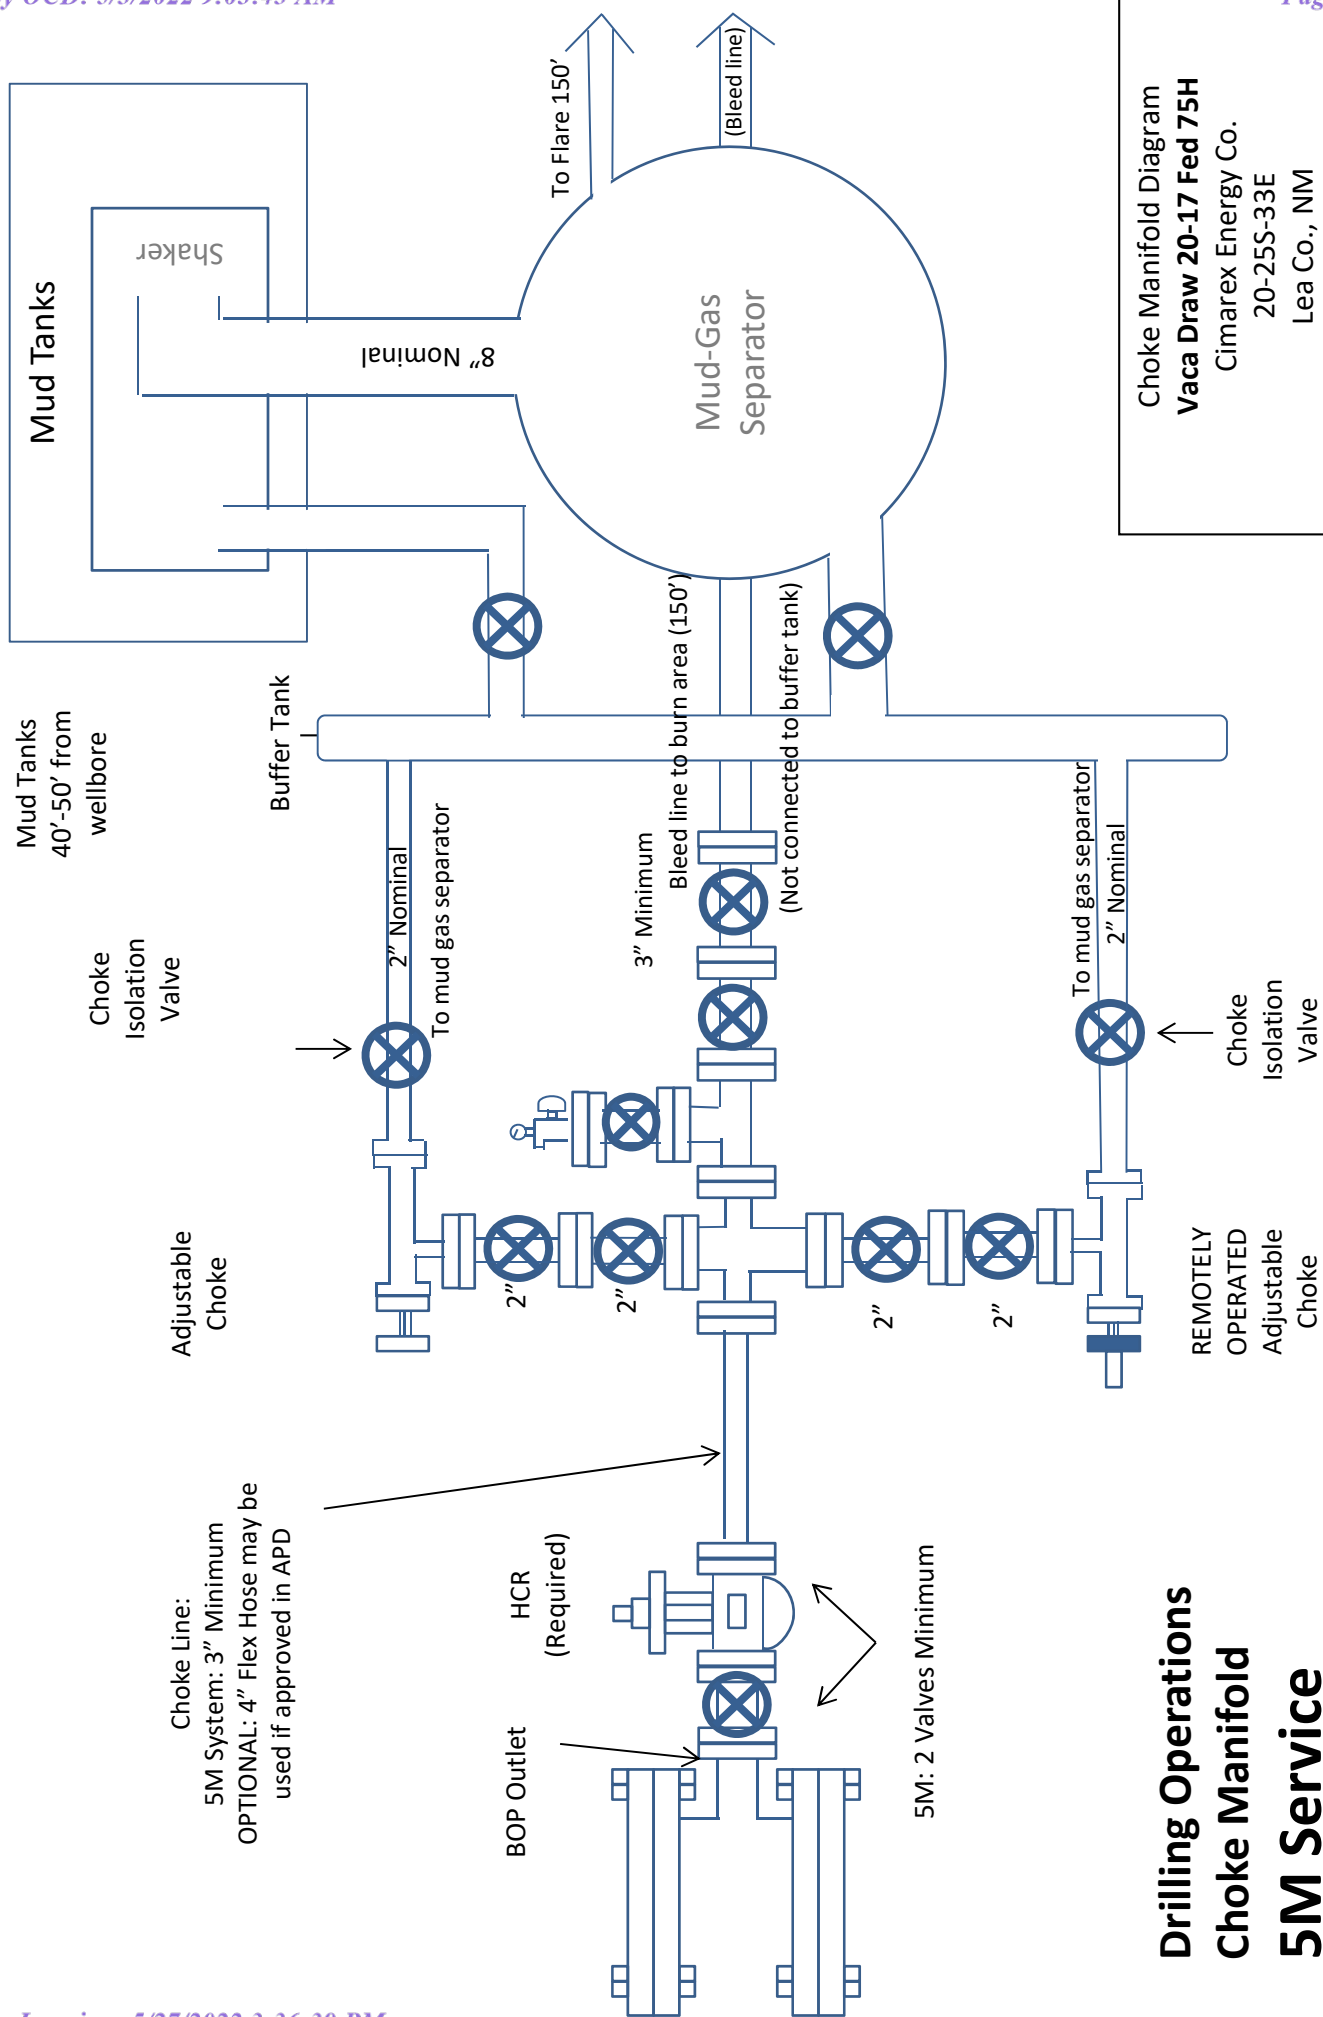 Mud Tanks
Shaker
8” Nominal
To Flare 150’
(Bleed line)
Mud-Gas
Separator
Choke Manifold Diagram
Vaca Draw 20-17 Fed 75H
Cimarex Energy Co.
20-25S-33E
Lea Co., NM
Mud Tanks
40’-50’ from
wellbore
Buffer Tank
Bleed line to burn area (150’)
(Not connected to buffer tank)
3” Minimum
Choke
Isolation
Valve
2” Nominal
To mud gas separator
To mud gas separator
2” Nominal
Choke
Isolation
Valve
Adjustable
Choke
2”
2”
2”
2”
REMOTELY
OPERATED
Adjustable
Choke
Choke Line:
5M System: 3” Minimum
OPTIONAL: 4” Flex Hose may be
used if approved in APD
HCR
(Required)
BOP Outlet
5M: 2 Valves Minimum
Drilling Operations
Choke Manifold
5M Service